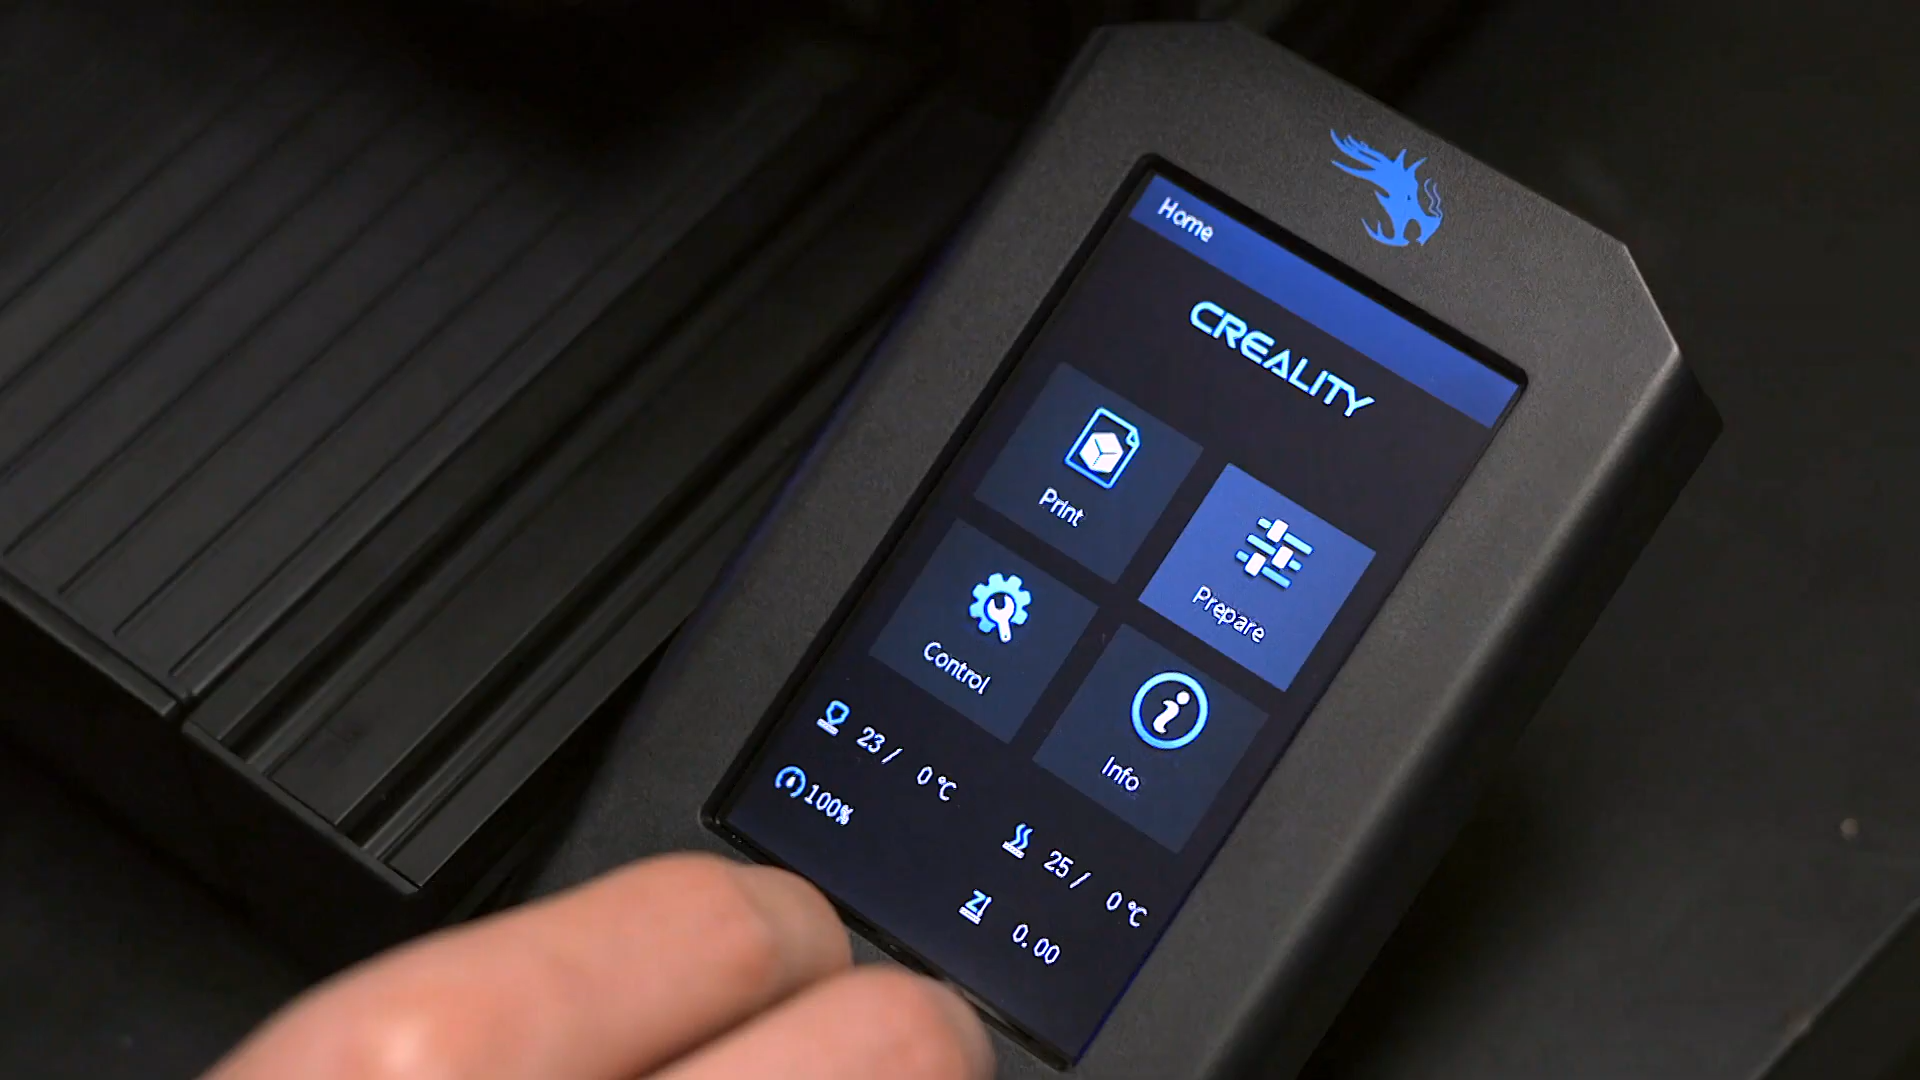 Home
CREALITY
Print
Prepare
Control
Info
23 / 0 °C
100%
25 / 0 °C
0.00